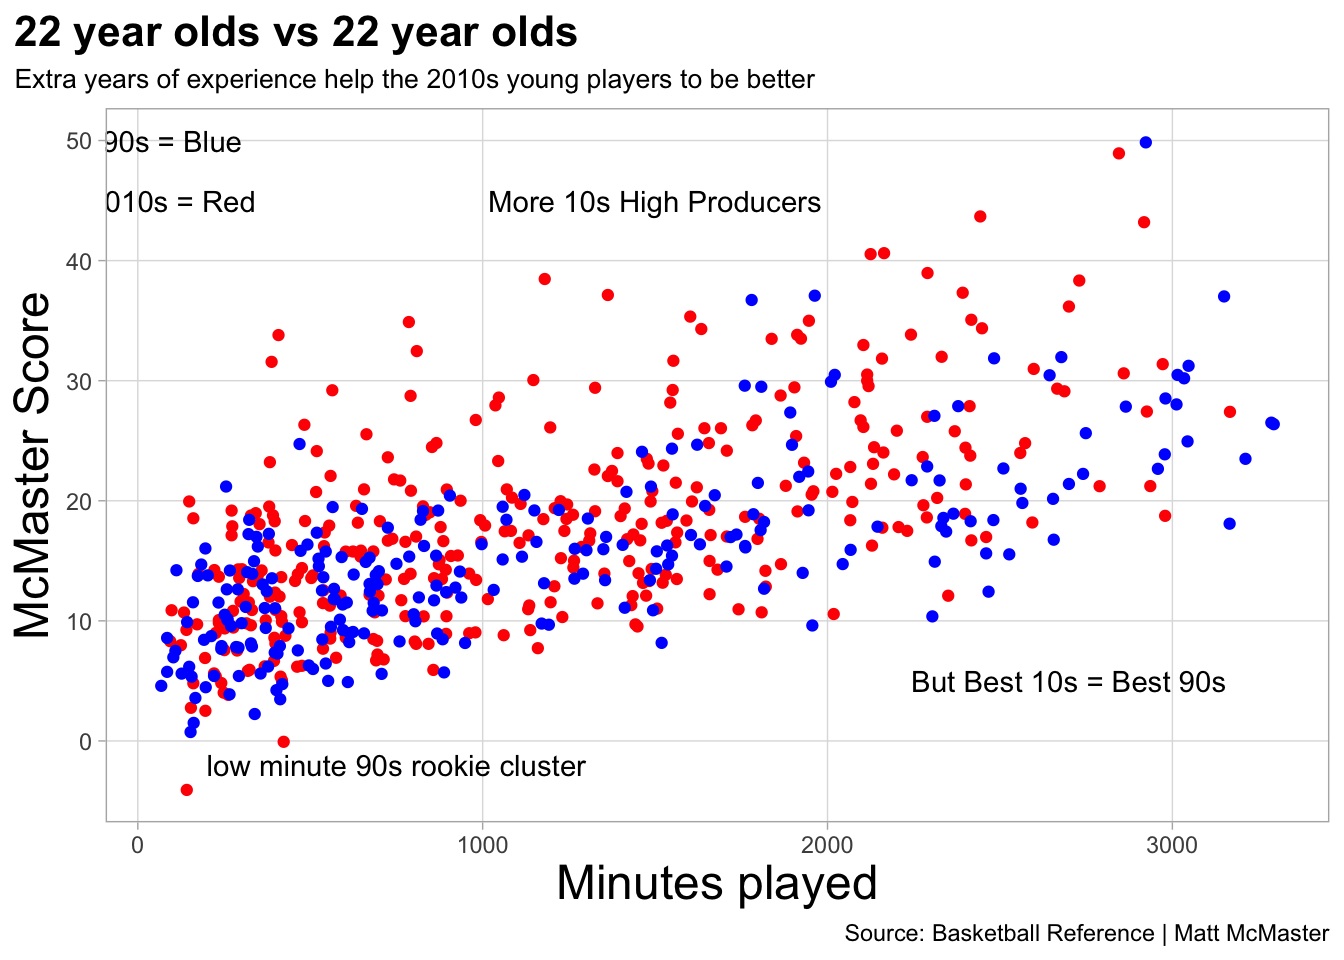 22 year olds vs 22 year olds
Extra years of experience help the 2010s young players to be better
90s = Blue
010s = Red
More 10s High Producers
But Best 10s = Best 90s
low minute 90s rookie cluster
McMaster Score
50
40
30
20
10
0
0 1000 2000 3000
Minutes played
Source: Basketball Reference | Matt McMaster